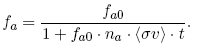 f_a = \frac{f_{a0}}{1 + f_{a0} \cdot n_a \cdot \langle \sigma v \rangle \cdot t}.